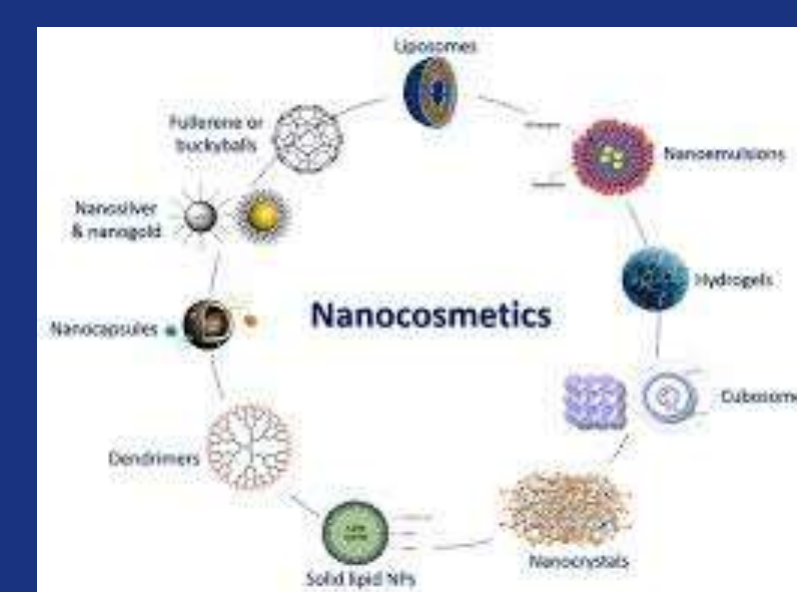 Liposomes
Fullerene or
buckyballs
Nanoemulsions
Nanosilver
& nanogold
Hydrogels
Nanocosmetics
Nanocapsules
Cubosome
Dendrimers
Nanocrystals
Solid lipid NPs